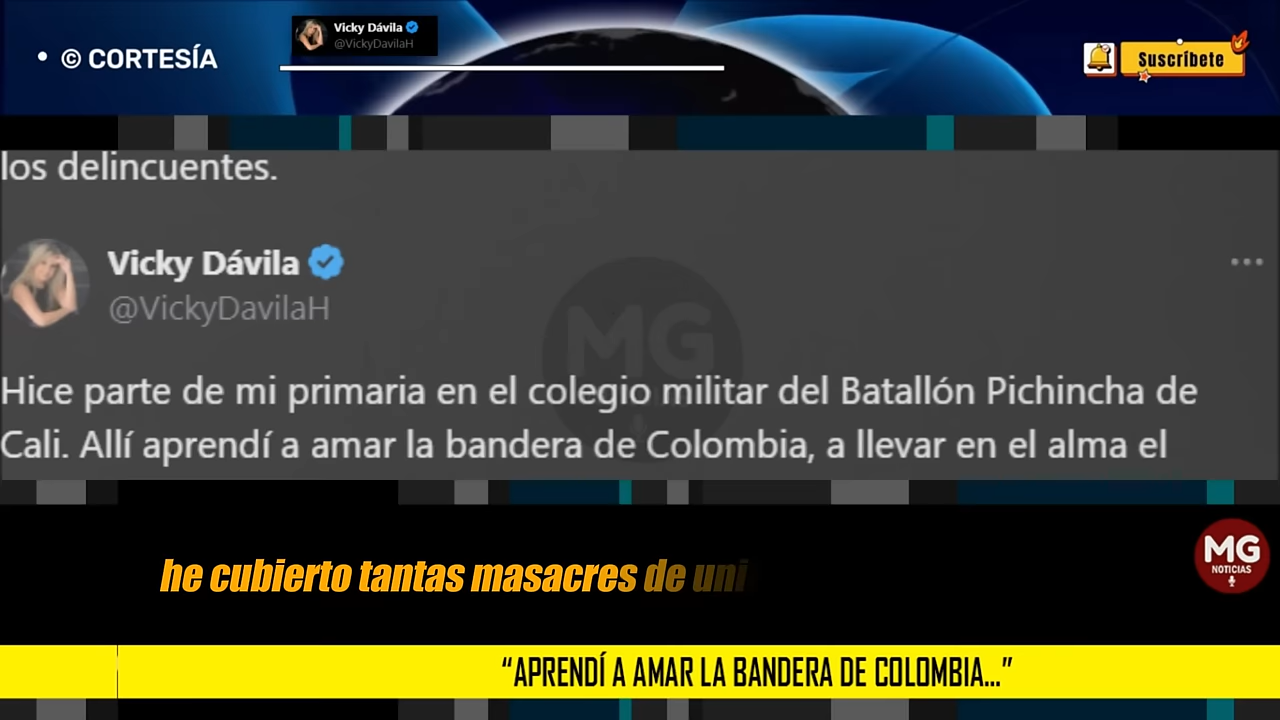 • © CORTESÍA
Vicky Dávila
@VickyDavilaH
Suscríbete
los delincuentes.
Vicky Dávila
@VickyDavilaH
...
MG
Hice parte de mi primaria en el colegio militar del Batallón Pichincha de
Cali. Allí aprendí a amar la bandera de Colombia, a llevar en el alma el
he cubierto tantas masacres de uni
MG
NOTICIAS
“APRENDÍ A AMAR LA BANDERA DE COLOMBIA...”